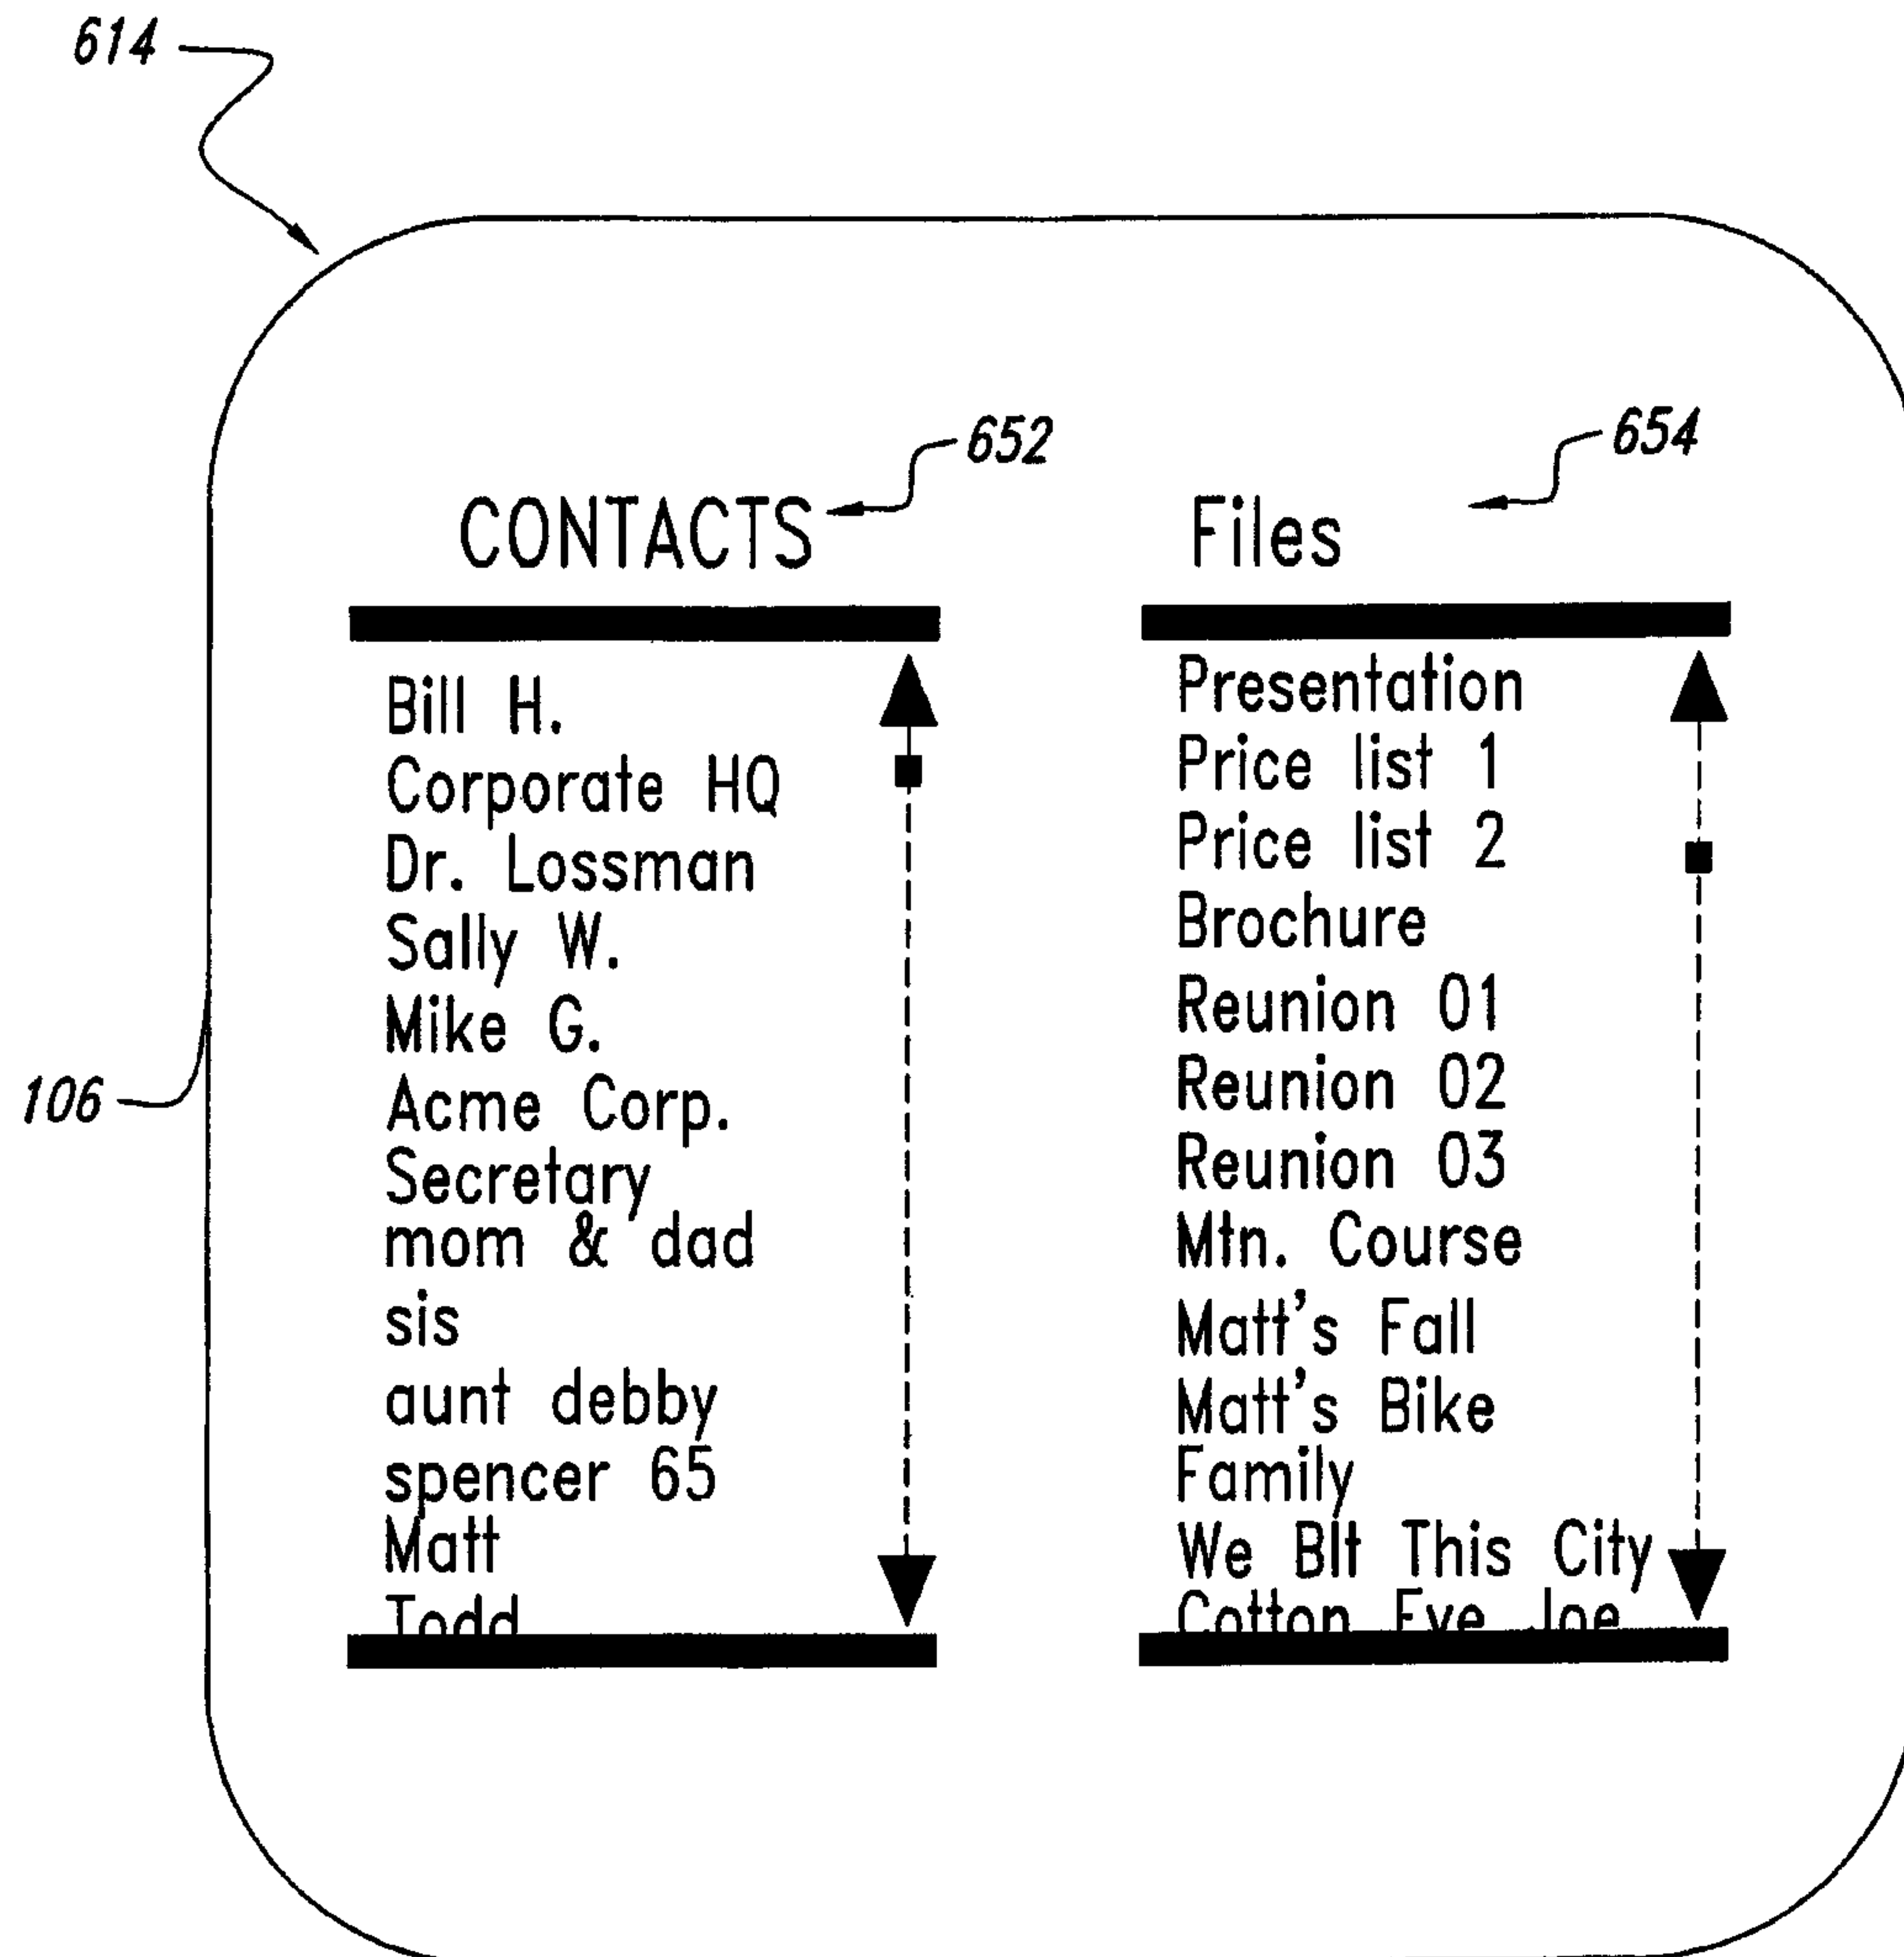 614
652
654
CONTACTS
Files
Bill H.
Corporate HQ
Dr. Lossman
Sally W.
Mike G.
Acme Corp.
Secretary
mom & dad
sis
aunt debby
spencer 65
Matt
Todd
Presentation
Price list 1
Price list 2
Brochure
Reunion 01
Reunion 02
Reunion 03
Mtn. Course
Matt's Fall
Matt's Bike
Family
We Blt This City
Cotton Eye Joe
106